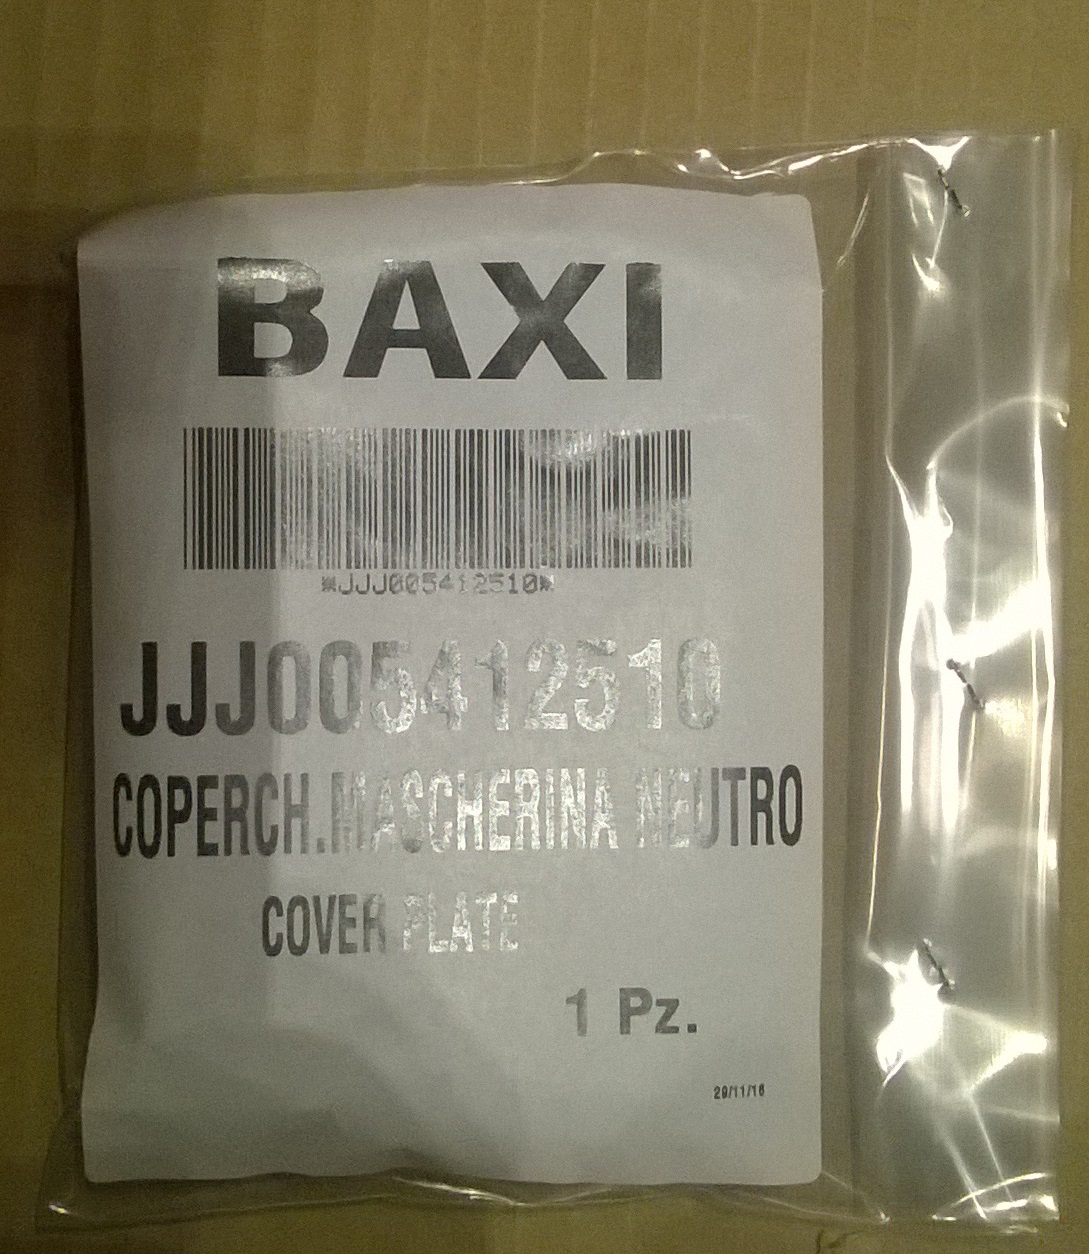 BAXI
*JJJ005412510*
JJJ005412510
COPERCH.MASCHERINA NEUTRO
COVER PLATE
1 Pz.
29/11/16